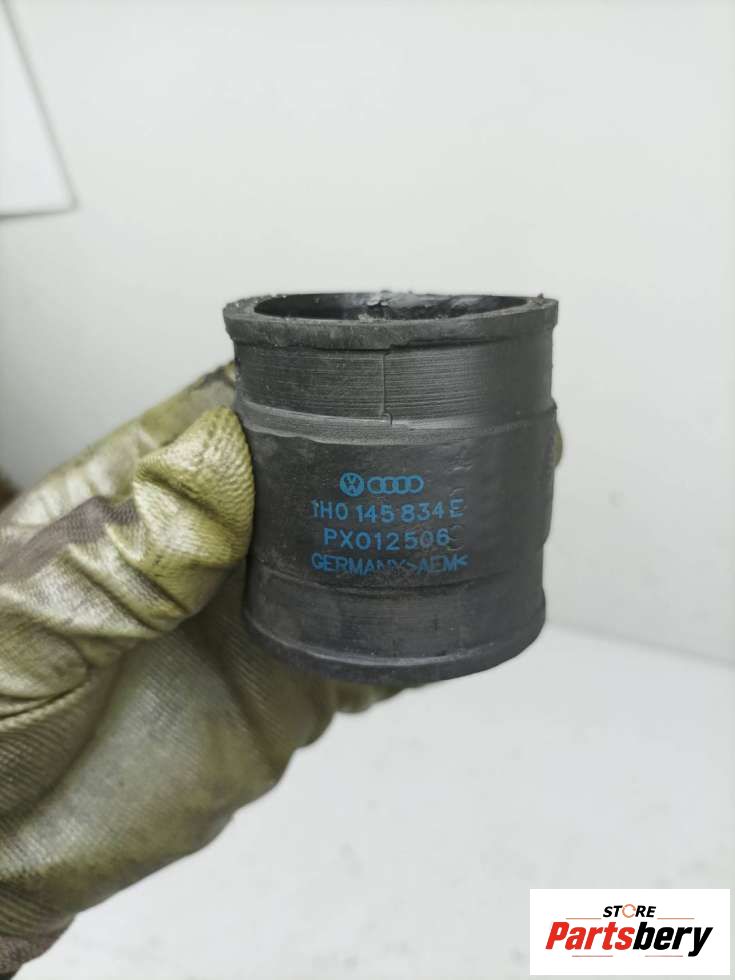 1H0 145 834 E
PX012506
GERMANY >AEM<
STORE
Partsbery